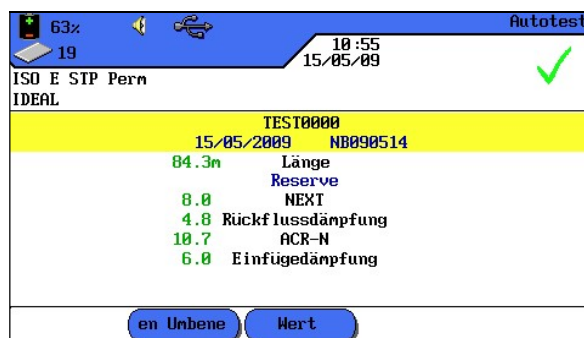 63% Autotest
19 10:55
15/05/09
ISO E STP Perm
IDEAL
TEST0000
15/05/2009 NB090514
84.3m Länge
Reserve
8.0 NEXT
4.8 Rückflussdämpfung
10.7 ACR-N
6.0 Einfügedämpfung
en Umbene Wert